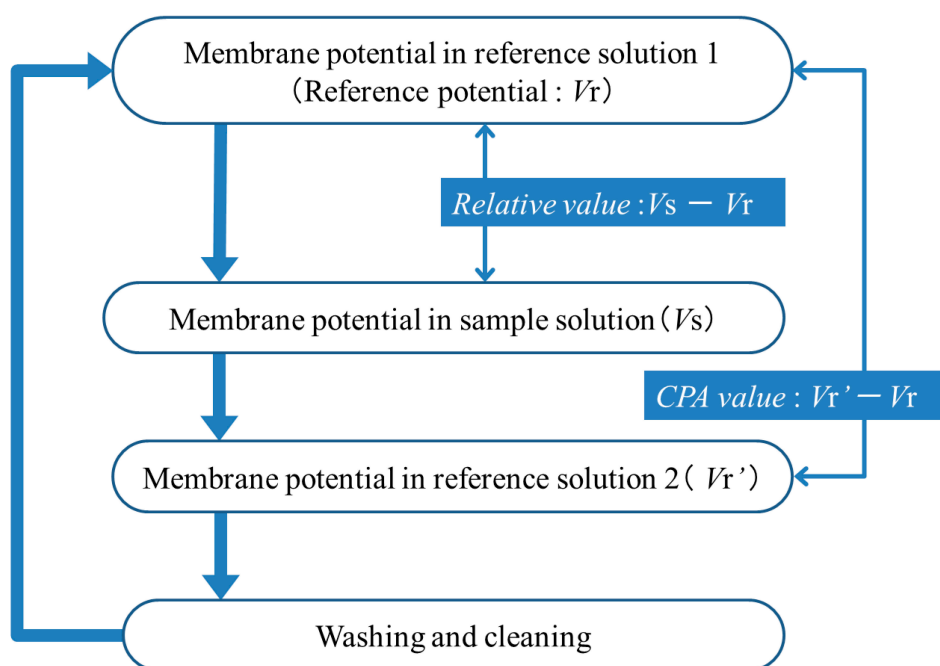 Membrane potential in reference solution 1
（Reference potential : Vr）
Relative value :Vs － Vr
Membrane potential in sample solution（Vs）
CPA value : Vr’－ Vr
Membrane potential in reference solution 2( Vr’）
Washing and cleaning